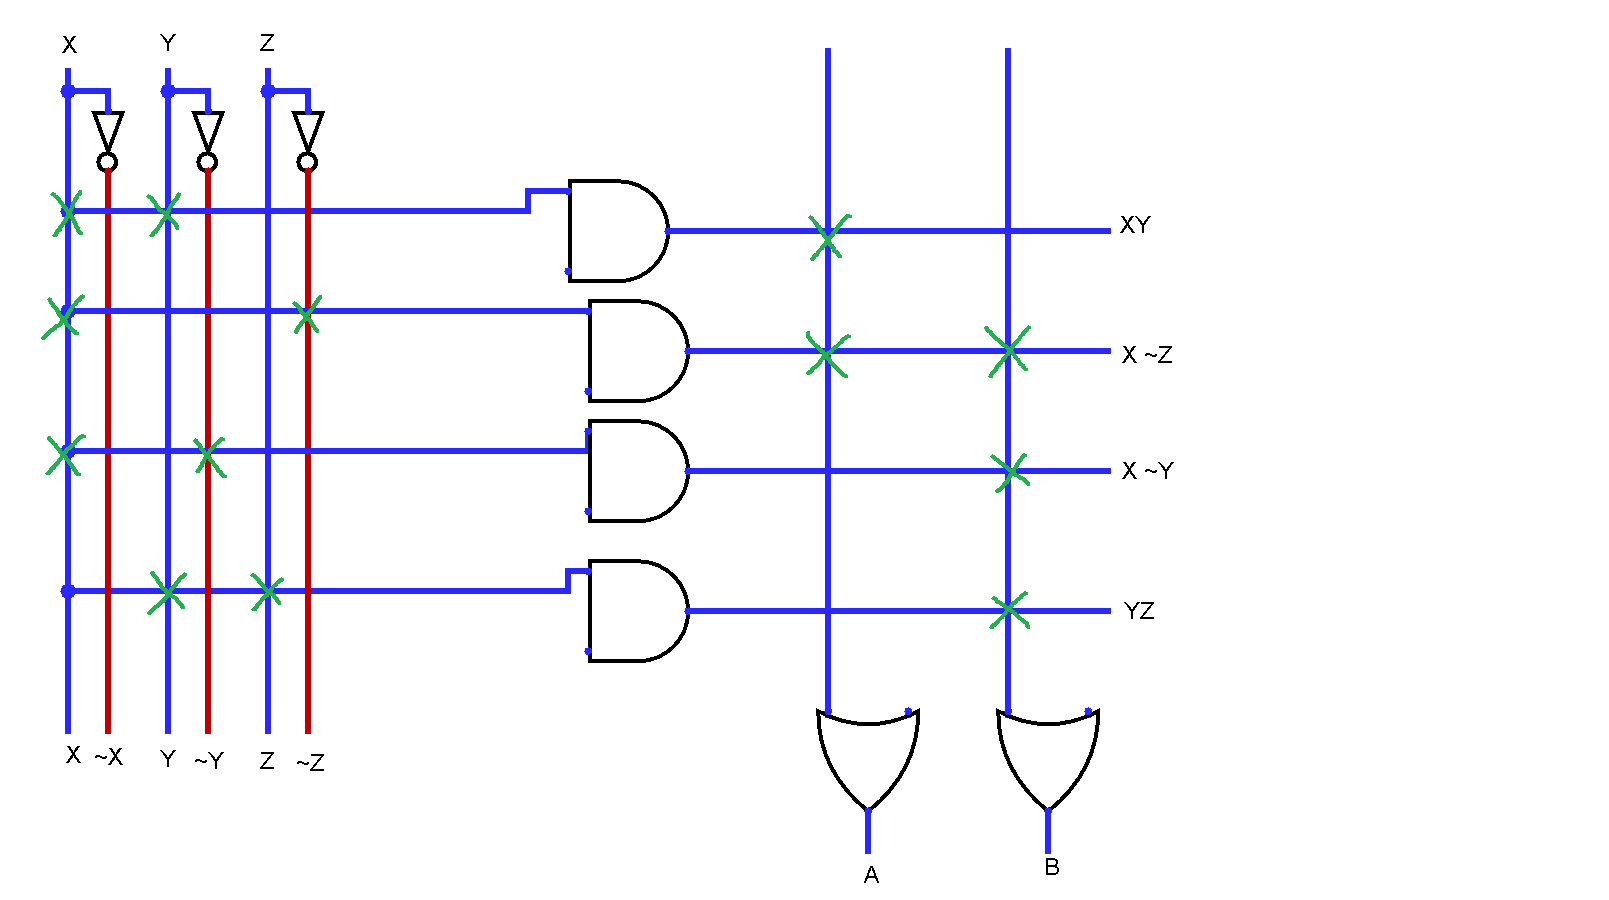 X Y Z
XY
X ~Z
X ~Y
YZ
X ~X Y ~Y Z ~Z
A B